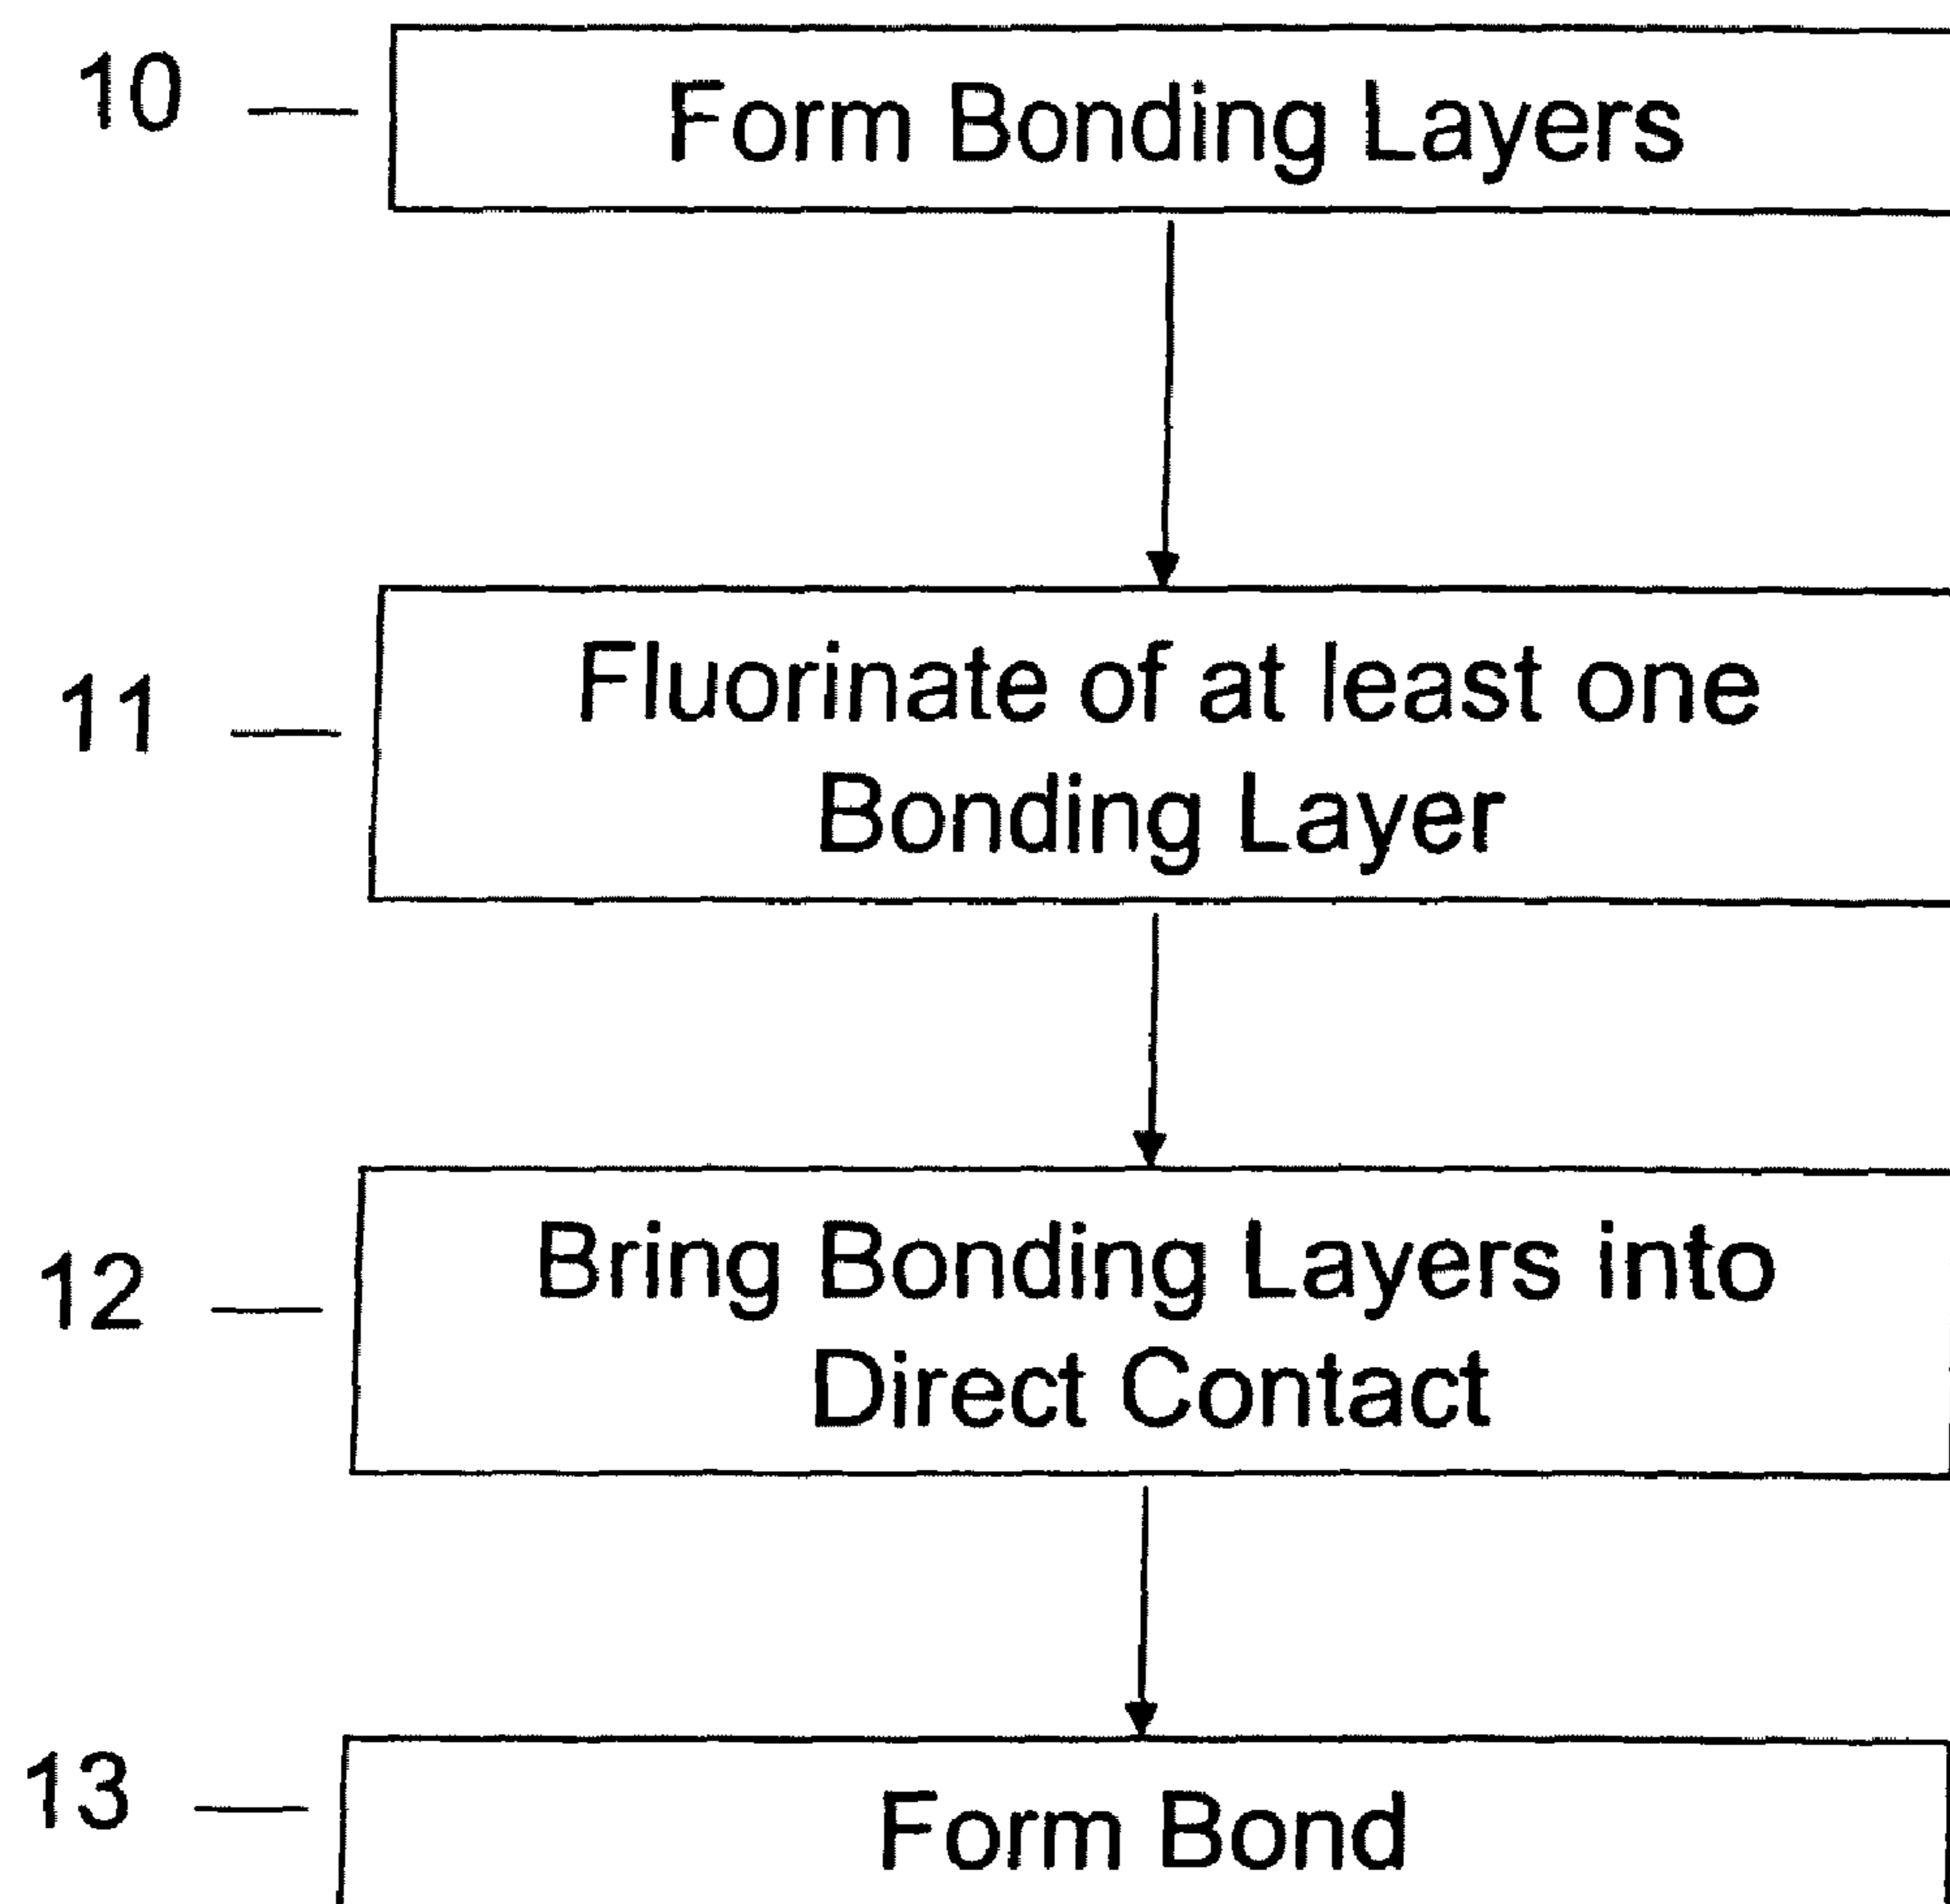 10
Form Bonding Layers
11
Fluorinate of at least one
Bonding Layer
12
Bring Bonding Layers into
Direct Contact
13
Form Bond